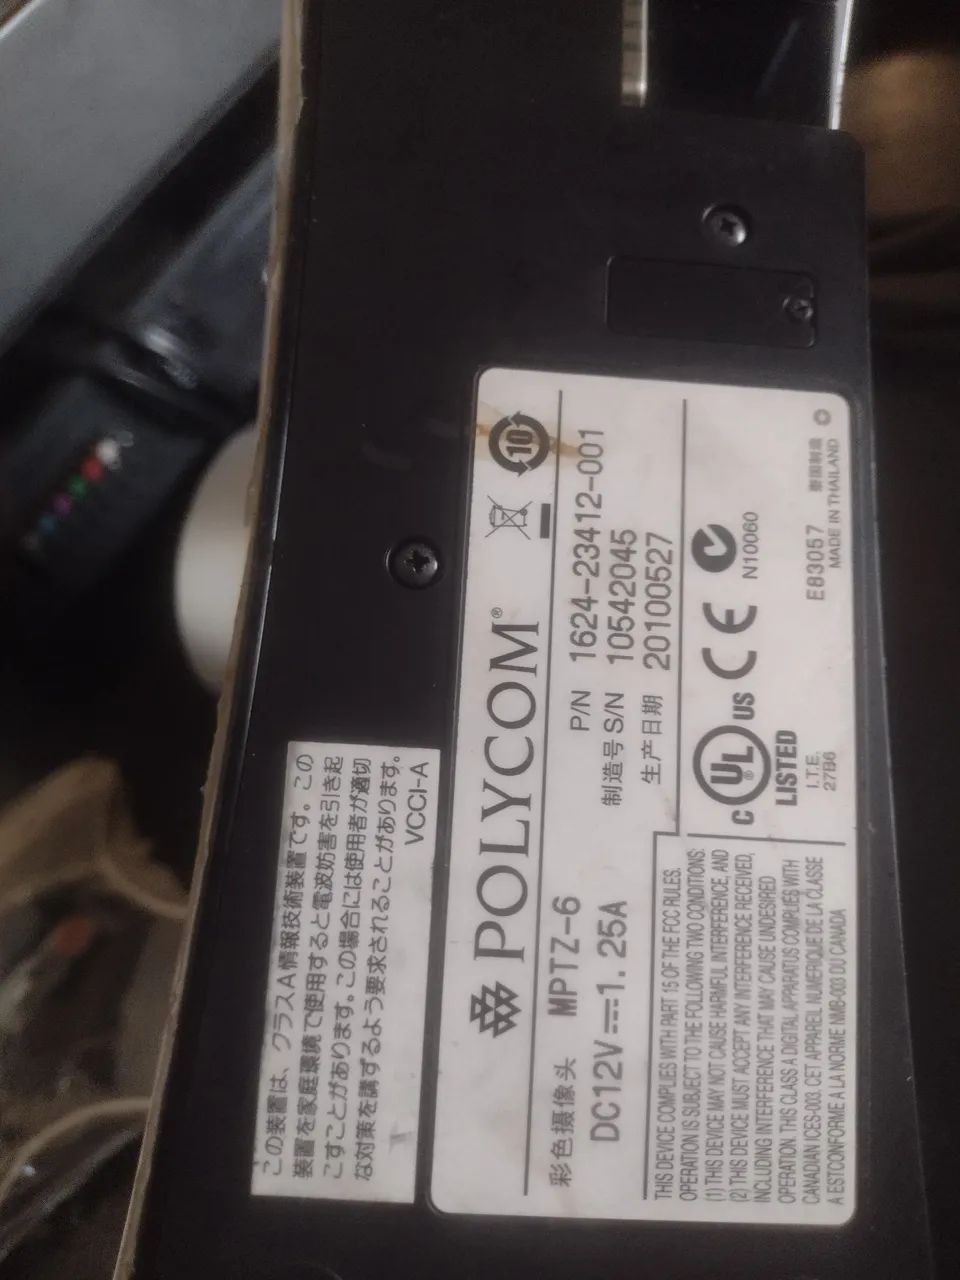 この装置は、クラスA情報技術装置です。この
装置を家庭環境で使用すると電波妨害を引き起
こすことがあります。この場合には使用者が適切
な対策を講ずるよう要求されることがあります。
VCCI-A
POLYCOM®
10
彩色摄像头 MPTZ-6
DC12V⎓1.25A
P/N 1624-23412-001
制造号 S/N 10542045
生产日期 20100527
THIS DEVICE COMPLIES WITH PART 15 OF THE FCC RULES.
OPERATION IS SUBJECT TO THE FOLLOWING TWO CONDITIONS:
(1) THIS DEVICE MAY NOT CAUSE HARMFUL INTERFERENCE, AND
(2) THIS DEVICE MUST ACCEPT ANY INTERFERENCE RECEIVED,
INCLUDING INTERFERENCE THAT MAY CAUSE UNDESIRED
OPERATION. THIS CLASS A DIGITAL APPARATUS COMPLIES WITH
CANADIAN ICES-003. CET APPAREIL NUMERIQUE DE LA CLASSE
A EST CONFORME A LA NORME NMB-003 DU CANADA
C UL® US
LISTED
I.T.E.
27B6
CE
N10060
E83057 泰国制造
MADE IN THAILAND